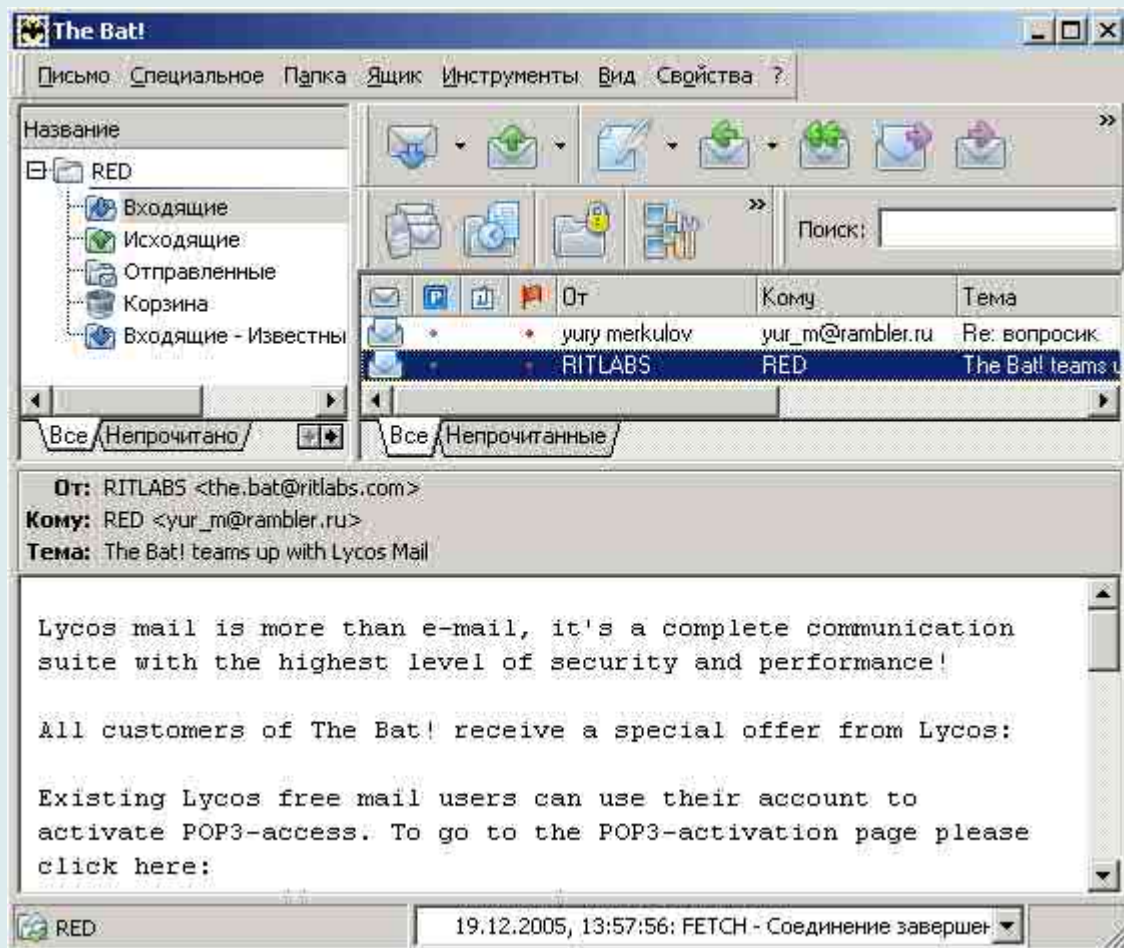 The Bat!
Письмо Специальное Папка Ящик Инструменты Вид Свойства ?
Название
RED
Входящие
Исходящие
Отправленные
Корзина
Входящие - Известны
Все Непрочитано
Поиск:
От Кому Тема
yury merkulov yur_m@rambler.ru Re: вопросик
RITLABS RED The Bat! teams u
Все Непрочитанные
От: RITLABS <the.bat@ritlabs.com>
Кому: RED <yur_m@rambler.ru>
Тема: The Bat! teams up with Lycos Mail
Lycos mail is more than e-mail, it's a complete communication
suite with the highest level of security and performance!
All customers of The Bat! receive a special offer from Lycos:
Existing Lycos free mail users can use their account to
activate POP3-access. To go to the POP3-activation page please
click here:
RED
19.12.2005, 13:57:56: FETCH - Соединение завершен